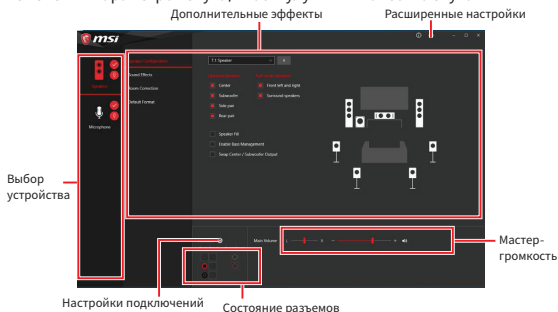 Дополнительные эффекты
Расширенные настройки
msi
7.1 Speaker
Speakers
Sound Effects
Room Correction
Default Format
Microphone
Center
Subwoofer
Side pair
Rear pair
Front left and right
Surround speakers
Speaker Fill
Enable Bass Management
Swap Center / Subwoofer Output
Выбор
устройства
Main Volume
L
R
Мастер-
громкость
Настройки подключений
Состояние разъемов